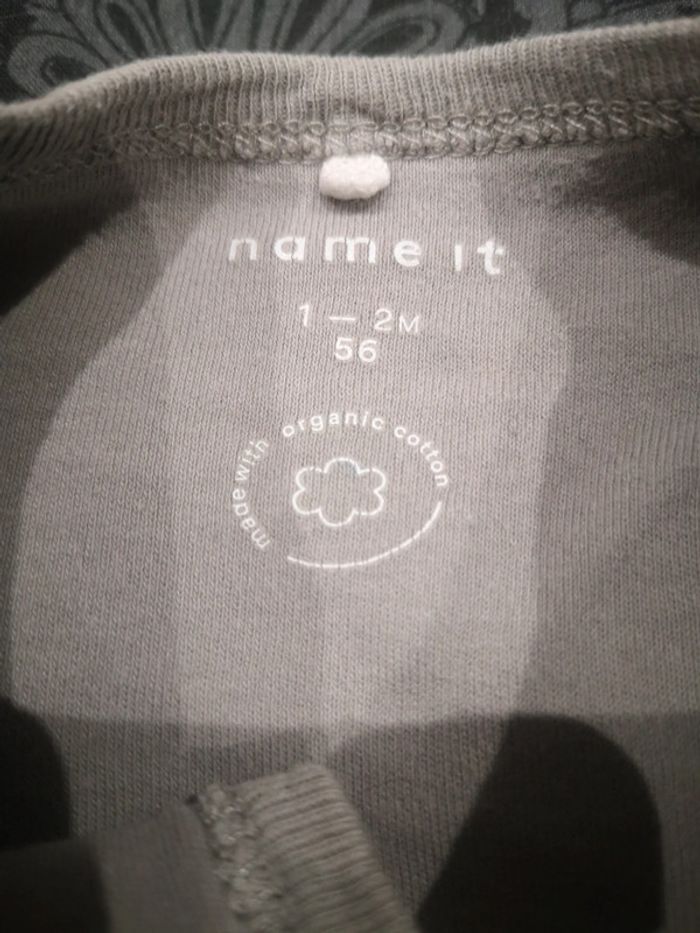 name it
1 — 2M
56
made with organic cotton